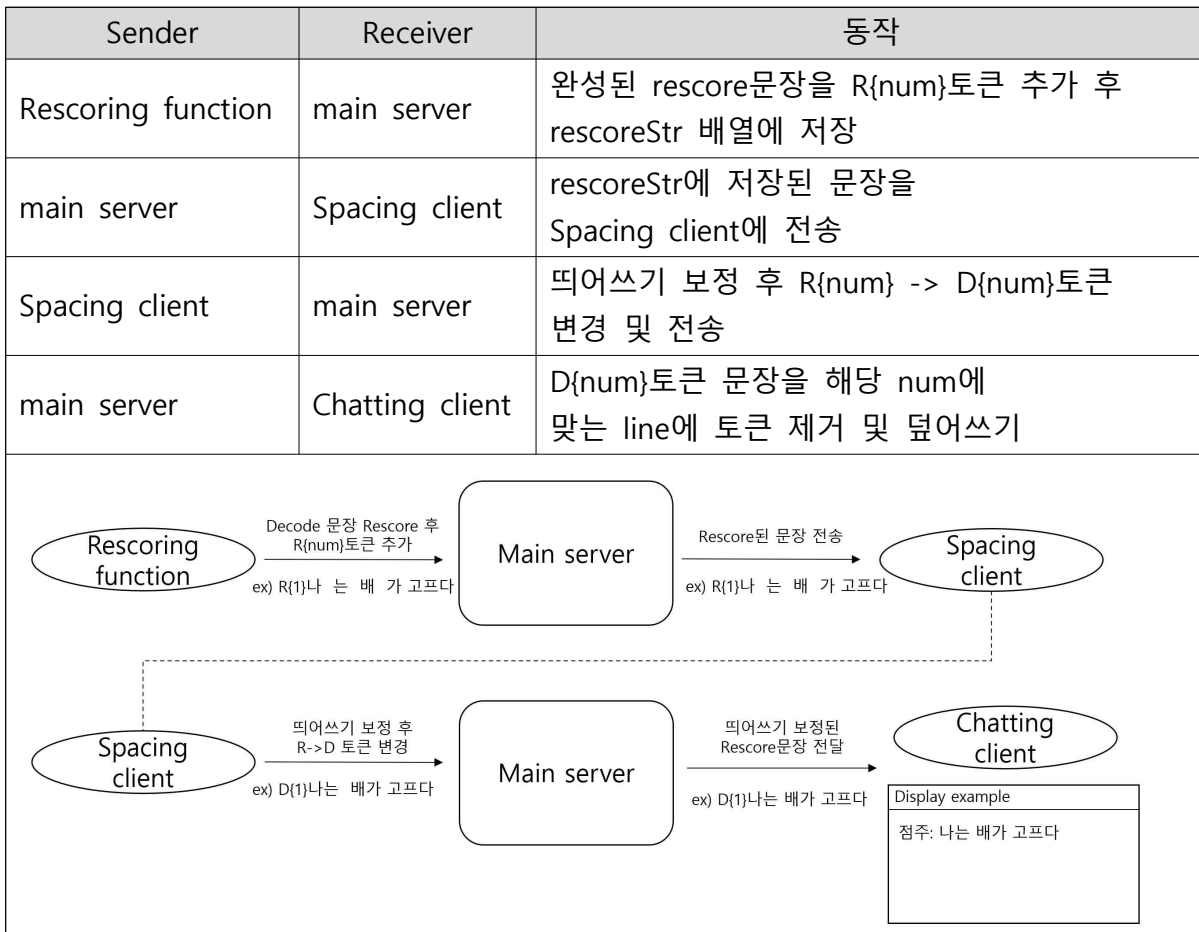 Sender Receiver 동작
Rescoring function main server 완성된 rescore문장을 R{num}토큰 추가 후
rescoreStr 배열에 저장
main server Spacing client rescoreStr에 저장된 문장을
Spacing client에 전송
Spacing client main server 띄어쓰기 보정 후 R{num} -> D{num}토큰
변경 및 전송
main server Chatting client D{num}토큰 문장을 해당 num에
맞는 line에 토큰 제거 및 덮어쓰기
Rescoring
function
Decode 문장 Rescore 후
R{num}토큰 추가
ex) R{1}나 는 배 가 고프다
Main server
Rescore된 문장 전송
ex) R{1}나 는 배 가 고프다
Spacing
client
Spacing
client
띄어쓰기 보정 후
R->D 토큰 변경
ex) D{1}나는 배가 고프다
Main server
띄어쓰기 보정된
Rescore문장 전달
ex) D{1}나는 배가 고프다
Chatting
client
Display example
점주: 나는 배가 고프다